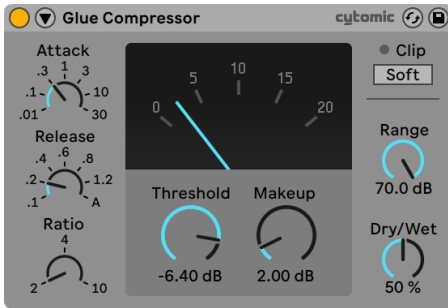 Glue Compressor
cytomic
Attack
.01 .1 .3 1 3 10 30
Release
.1 .2 .4 .6 .8 1.2 A
Ratio
2 4 10
0 5 10 15 20
Threshold
-6.40 dB
Makeup
2.00 dB
Clip
Soft
Range
70.0 dB
Dry/Wet
50 %